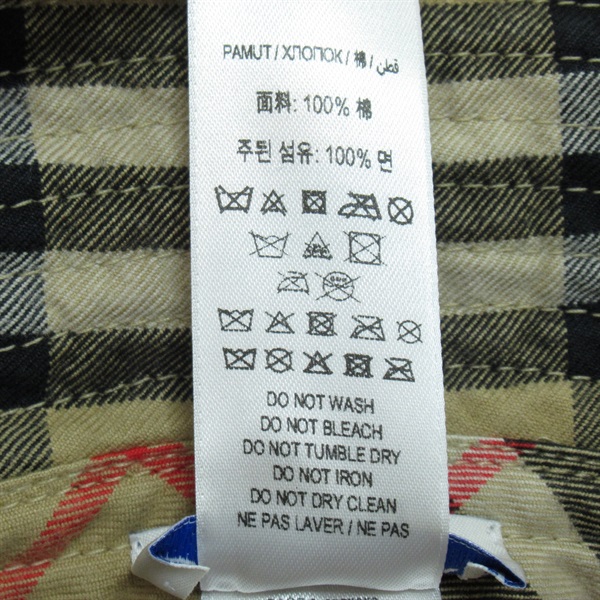 PAMUT / ХЛОПОК / 棉 / قطن
面料: 100% 棉
주된 섬유: 100% 면
DO NOT WASH
DO NOT BLEACH
DO NOT TUMBLE DRY
DO NOT IRON
DO NOT DRY CLEAN
NE PAS LAVER / NE PAS